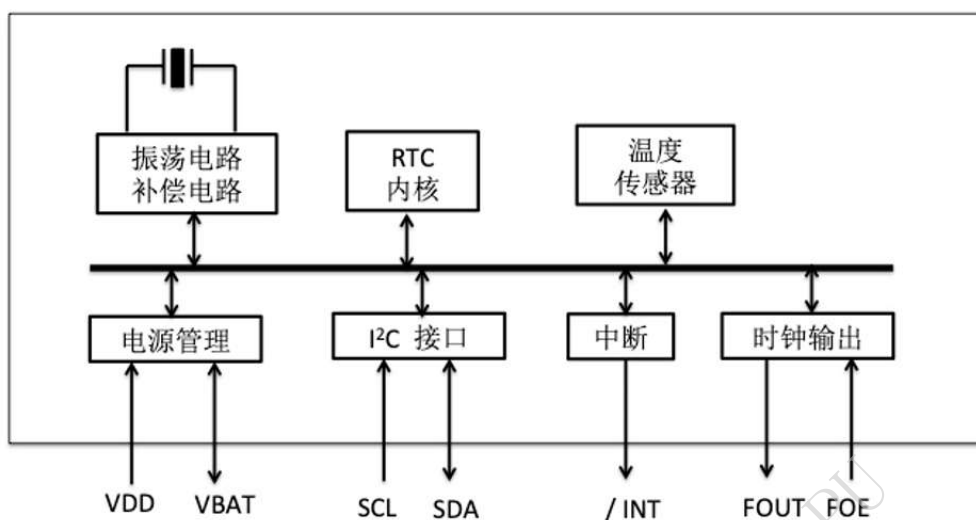 振荡电路
补偿电路
RTC
内核
温度
传感器
电源管理
I²C 接口
中断
时钟输出
VDD
VBAT
SCL
SDA
/ INT
FOUT
FOE